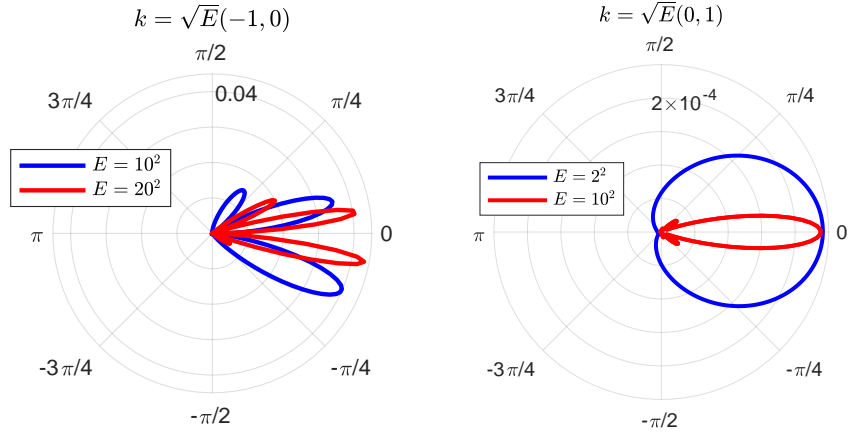 k = √E(−1, 0)
π/2
0.04
3π/4
π/4
E = 10²
E = 20²
π
0
-3π/4
-π/4
-π/2
k = √E(0, 1)
π/2
2×10⁻⁴
3π/4
π/4
E = 2²
E = 10²
π
0
-3π/4
-π/4
-π/2